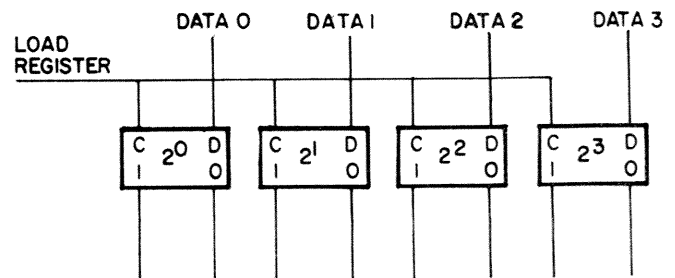 DATA 0 DATA 1 DATA 2 DATA 3
LOAD
REGISTER
C 2⁰ D C 2¹ D C 2² D C 2³ D
1 0 1 0 1 0 1 0